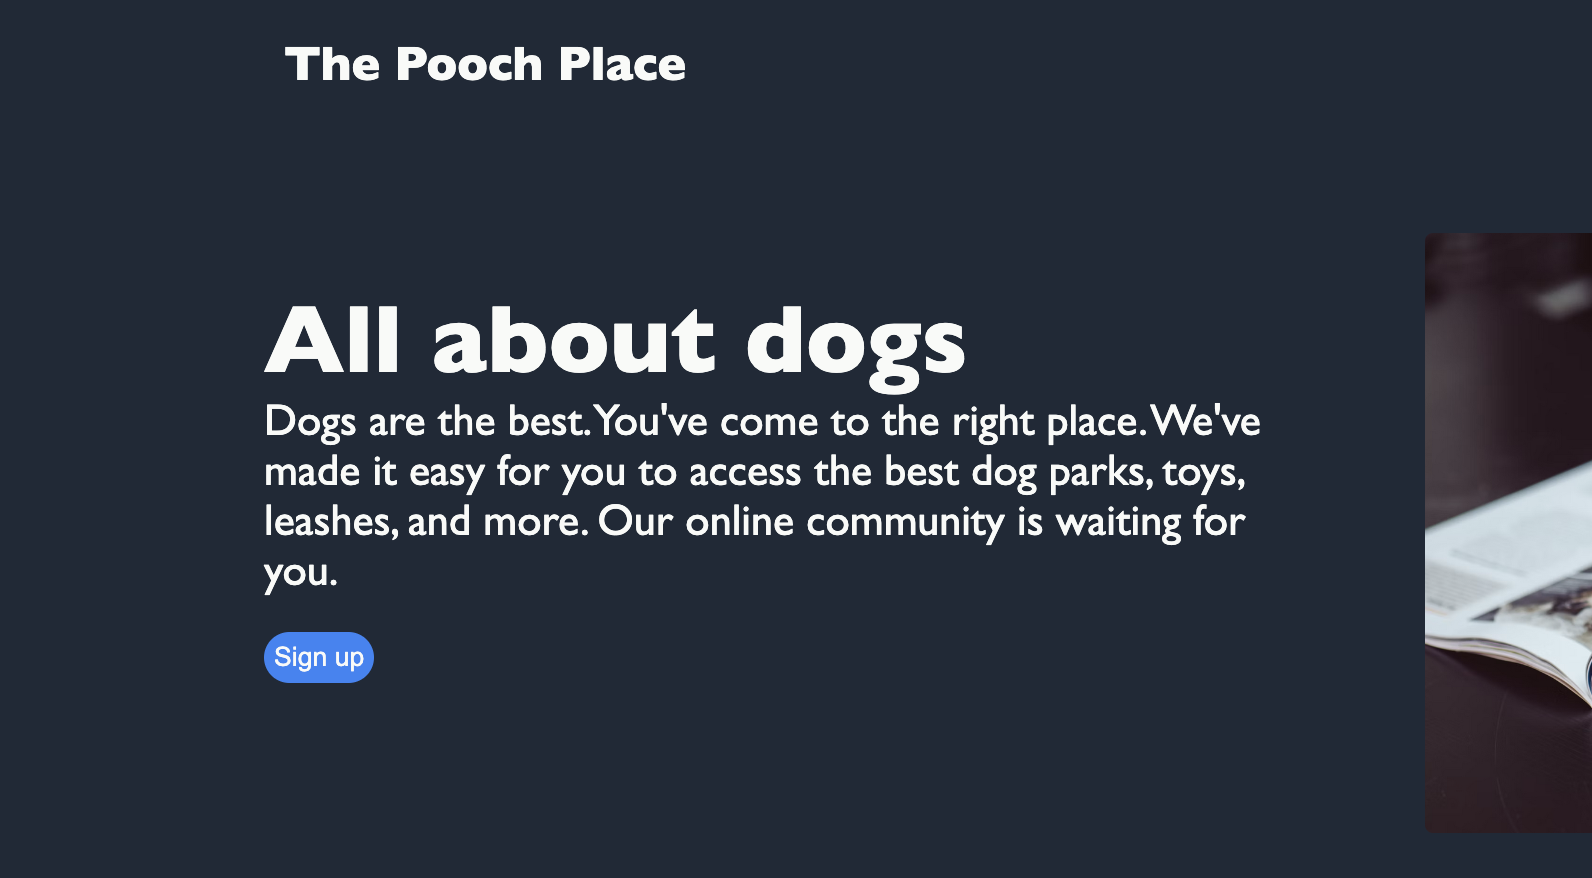 The Pooch Place
All about dogs
Dogs are the best. You've come to the right place. We've
made it easy for you to access the best dog parks, toys,
leashes, and more. Our online community is waiting for
you.
Sign up